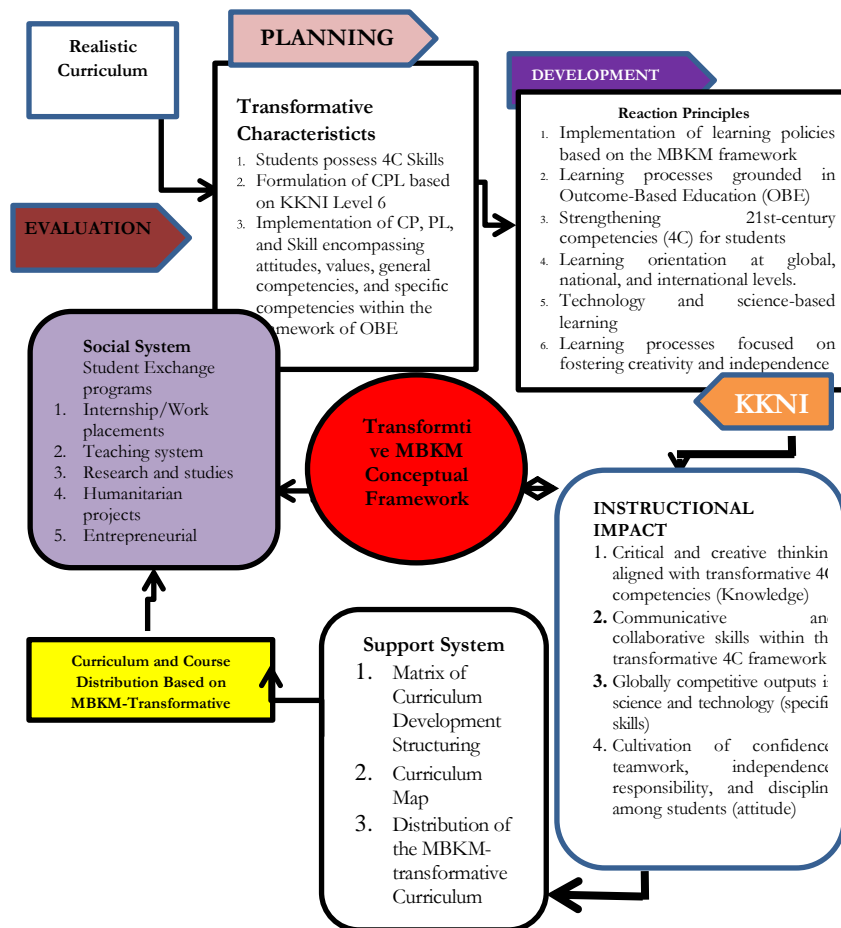 Realistic
Curriculum
PLANNING
Transformative
Characteristicts
1. Students possess 4C Skills
2. Formulation of CPL based
on KKNI Level 6
3. Implementation of CP, PL,
and Skill encompassing
attitudes, values, general
competencies, and specific
competencies within the
framework of OBE
DEVELOPMENT
Reaction Principles
1. Implementation of learning policies
based on the MBKM framework
2. Learning processes grounded in
Outcome-Based Education (OBE)
3. Strengthening 21st-century
competencies (4C) for students
4. Learning orientation at global,
national, and international levels.
5. Technology and science-based
learning
6. Learning processes focused on
fostering creativity and independence
EVALUATION
Social System
Student Exchange
programs
1. Internship/Work
placements
2. Teaching system
3. Research and studies
4. Humanitarian
projects
5. Entrepreneurial
Transformti
ve MBKM
Conceptual
Framework
KKNI
INSTRUCTIONAL
IMPACT
1. Critical and creative thinkin
aligned with transformative 4C
competencies (Knowledge)
2. Communicative and
collaborative skills within th
transformative 4C framework
3. Globally competitive outputs i
science and technology (specifi
skills)
4. Cultivation of confidence
teamwork, independence
responsibility, and disciplin
among students (attitude)
Support System
1. Matrix of
Curriculum
Development
Structuring
2. Curriculum
Map
3. Distribution of
the MBKM-
transformative
Curriculum
Curriculum and Course
Distribution Based on
MBKM-Transformative